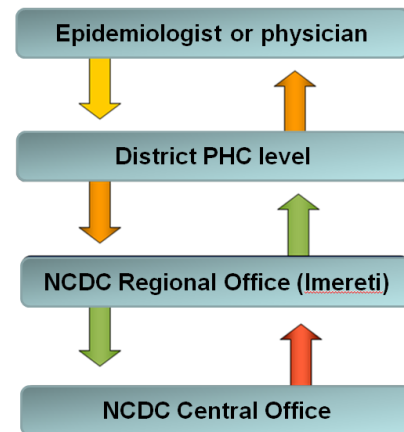 Epidemiologist or physician
District PHC level
NCDC Regional Office (Imereti)
NCDC Central Office